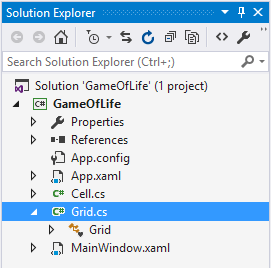 Solution Explorer
Search Solution Explorer (Ctrl+;)
Solution 'GameOfLife' (1 project)
C# GameOfLife
Properties
References
App.config
App.xaml
C# Cell.cs
C# Grid.cs
Grid
MainWindow.xaml